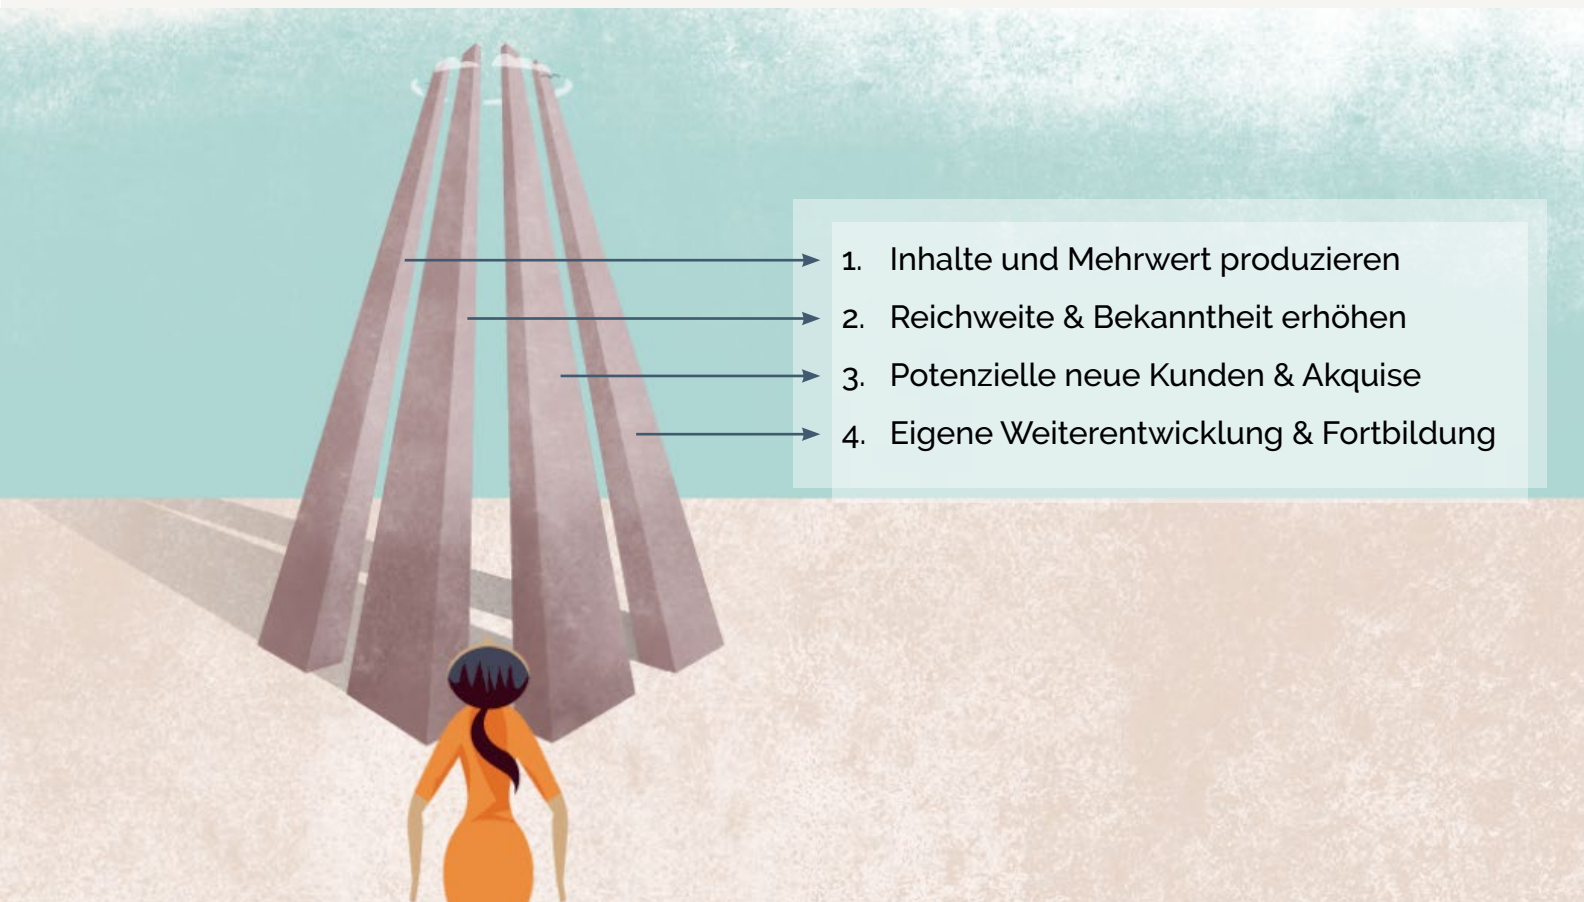 1. Inhalte und Mehrwert produzieren
2. Reichweite & Bekanntheit erhöhen
3. Potenzielle neue Kunden & Akquise
4. Eigene Weiterentwicklung & Fortbildung